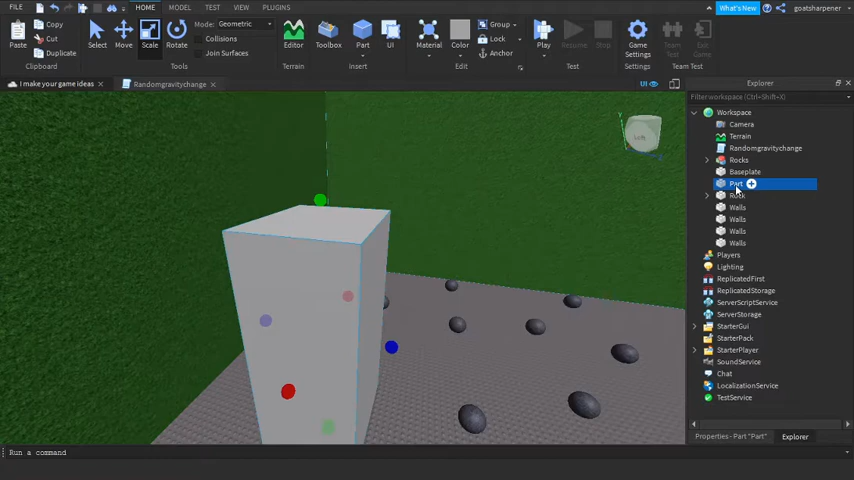 FILE HOME MODEL TEST VIEW PLUGINS What's New goatsharpener
Copy Cut Duplicate Paste
Select Move Scale Rotate
Mode: Geometric
Collisions
Join Surfaces
Editor Toolbox Part UI
Material Color
Group
Lock
Anchor
Play Resume Stop
Game Settings
Team Test
Exit Game
Clipboard Tools Terrain Insert Edit Test Settings Team Test
I make your game ideas Randomgravitychange UI Explorer
Filter workspace (Ctrl+Shift+X)
Workspace
Camera
Terrain
Randomgravitychange
Rocks
Baseplate
Part
Rock
Walls
Walls
Walls
Walls
Players
Lighting
ReplicatedFirst
ReplicatedStorage
ServerScriptService
ServerStorage
StarterGui
StarterPack
StarterPlayer
SoundService
Chat
LocalizationService
TestService
Y
Left
Z
Properties - Part "Part" Explorer
Run a command